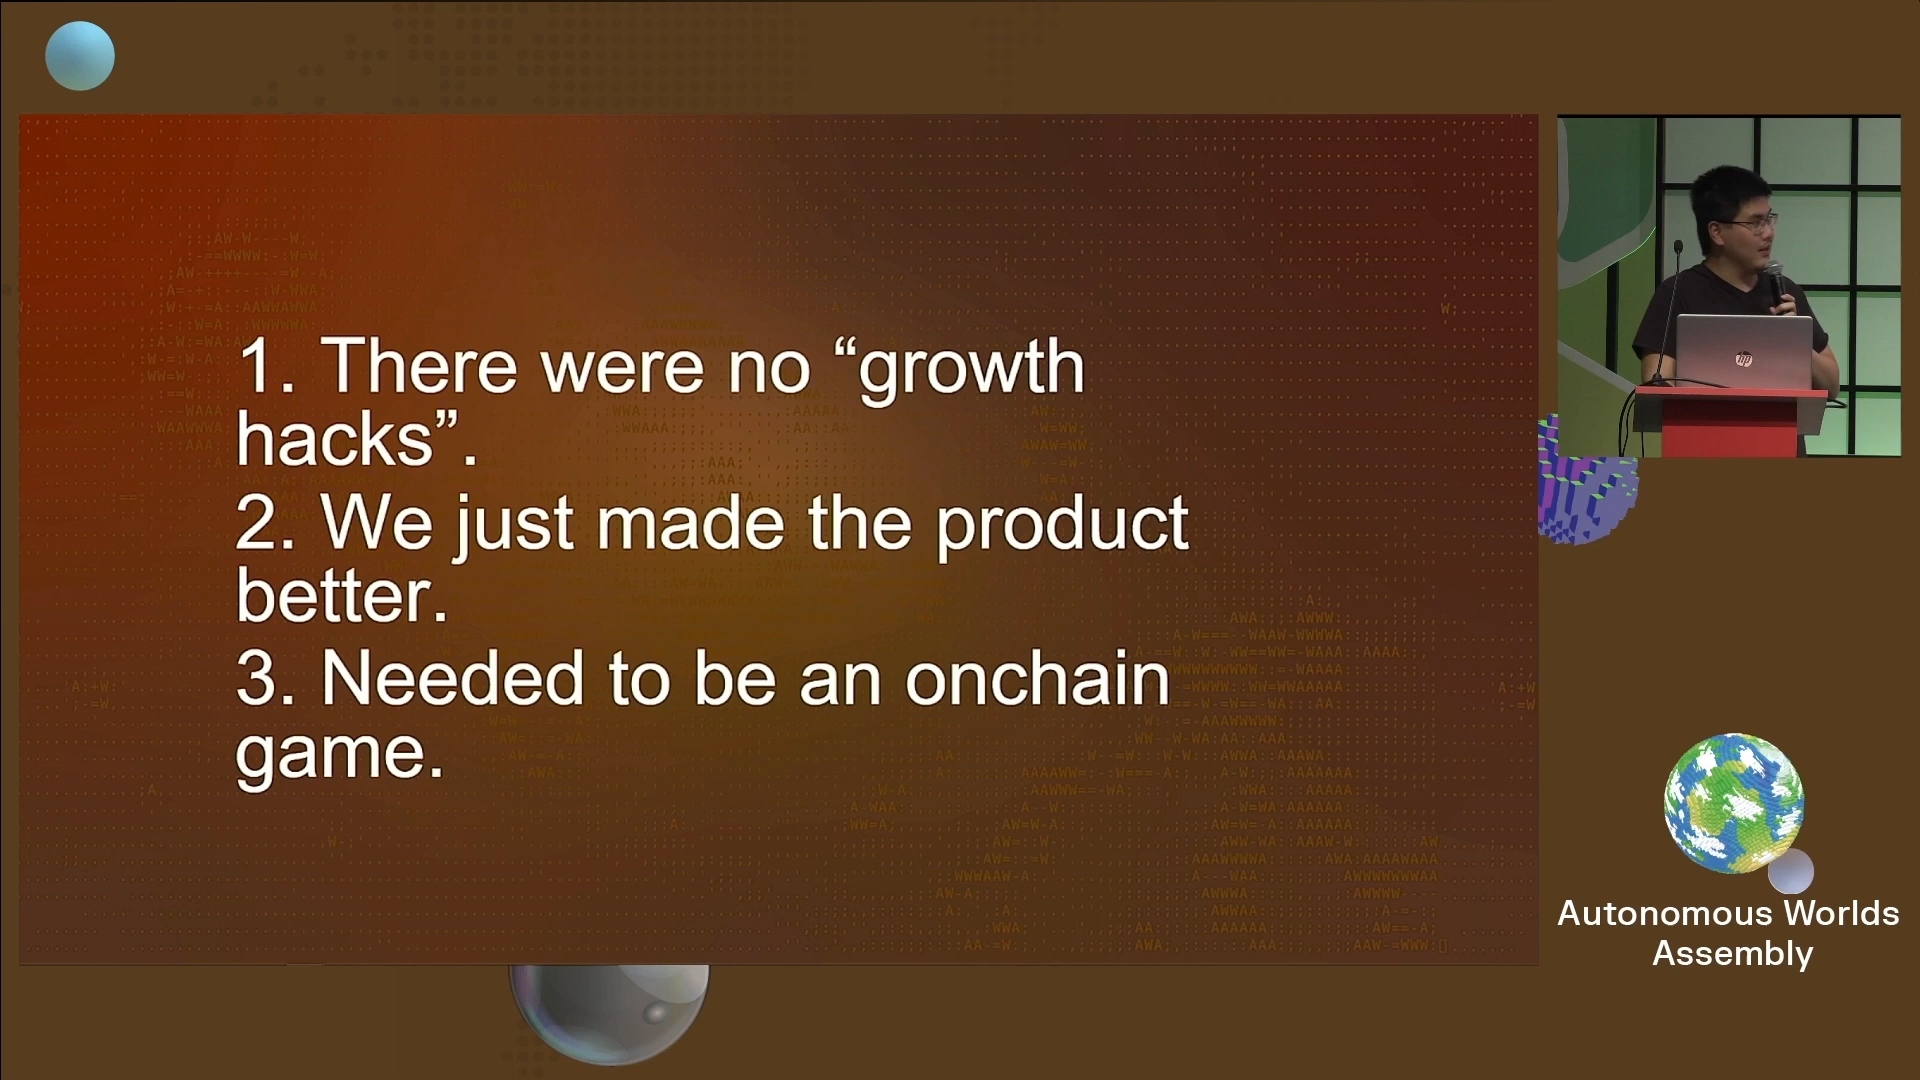 1. There were no “growth
hacks”.
2. We just made the product
better.
3. Needed to be an onchain
game.
hp
Autonomous Worlds
Assembly